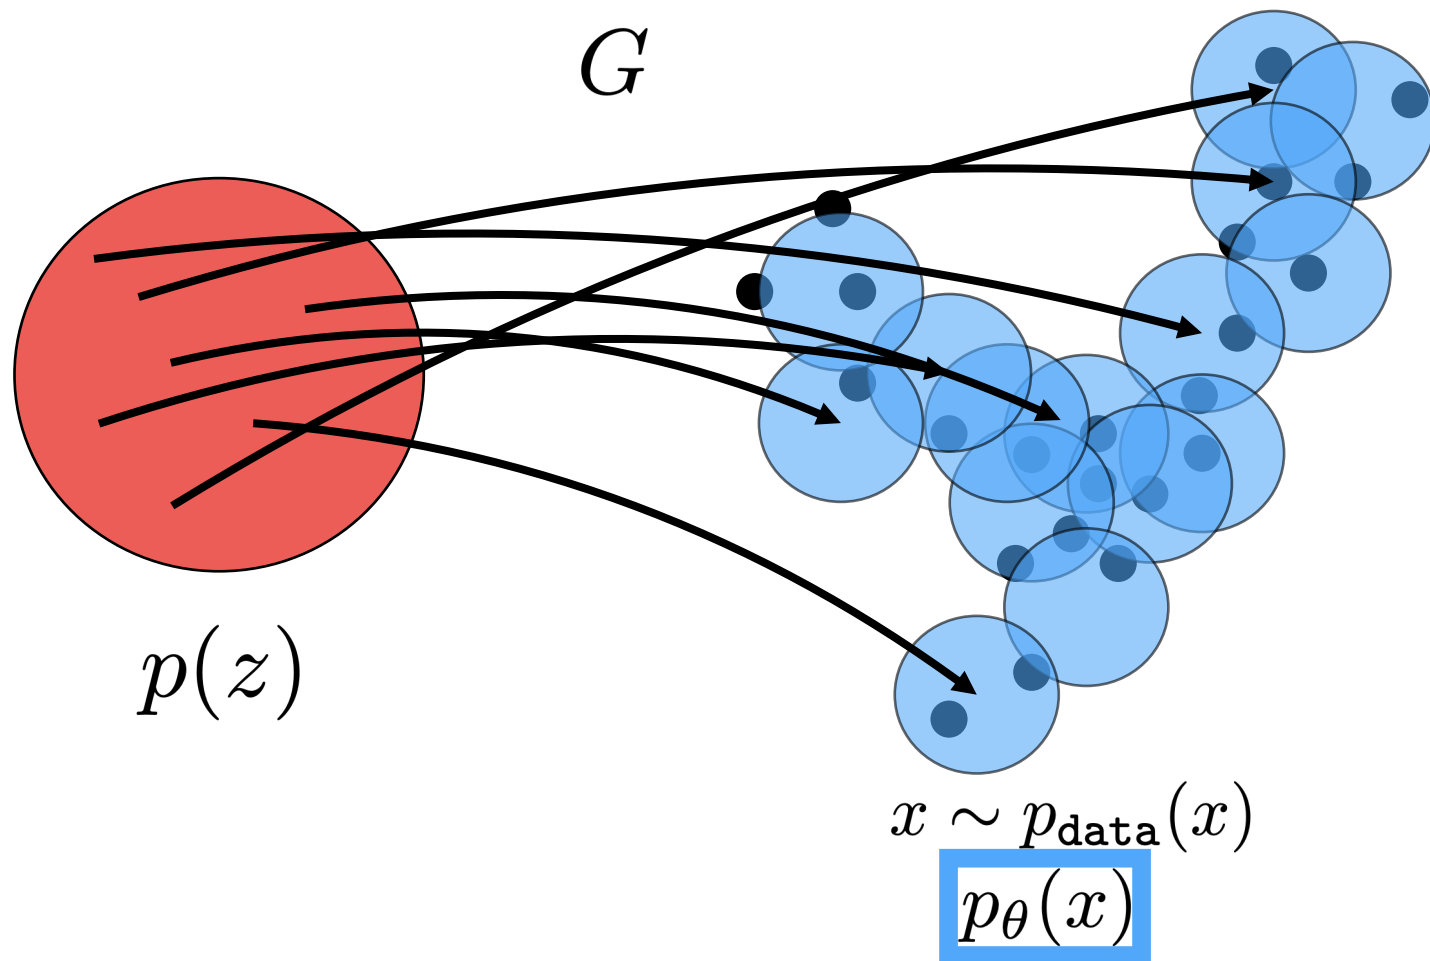 G
p(z)
x ∼ p_data(x)
p_θ(x)